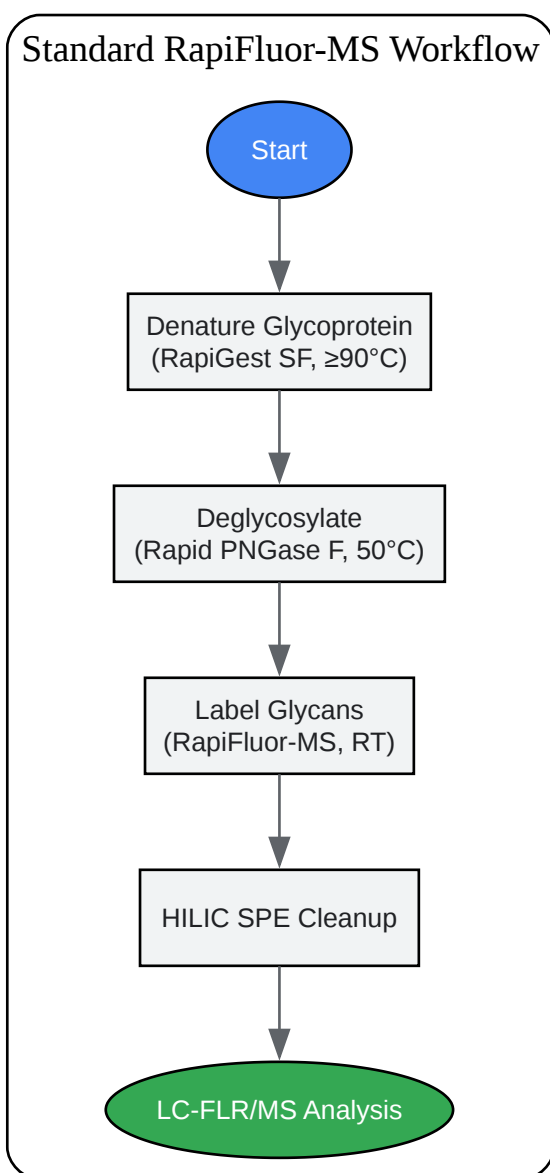 Standard RapiFluor-MS Workflow
Start
Denature Glycoprotein
(RapiGest SF, ≥90°C)
Deglycosylate
(Rapid PNGase F, 50°C)
Label Glycans
(RapiFluor-MS, RT)
HILIC SPE Cleanup
LC-FLR/MS Analysis